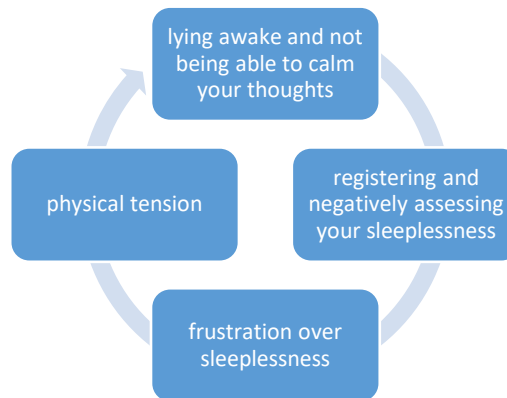 lying awake and not
being able to calm
your thoughts
registering and
negatively assessing
your sleeplessness
frustration over
sleeplessness
physical tension